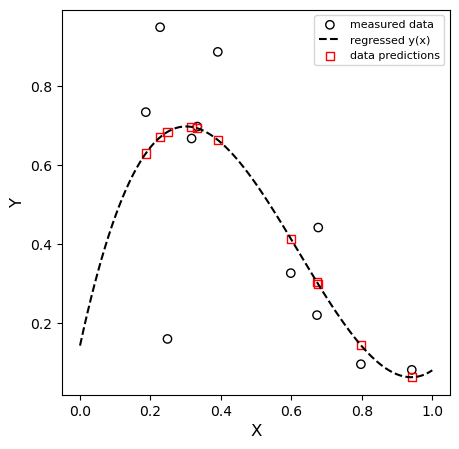 measured data
regressed y(x)
data predictions
0.8
0.6
0.4
0.2
Y
0.0 0.2 0.4 0.6 0.8 1.0
X